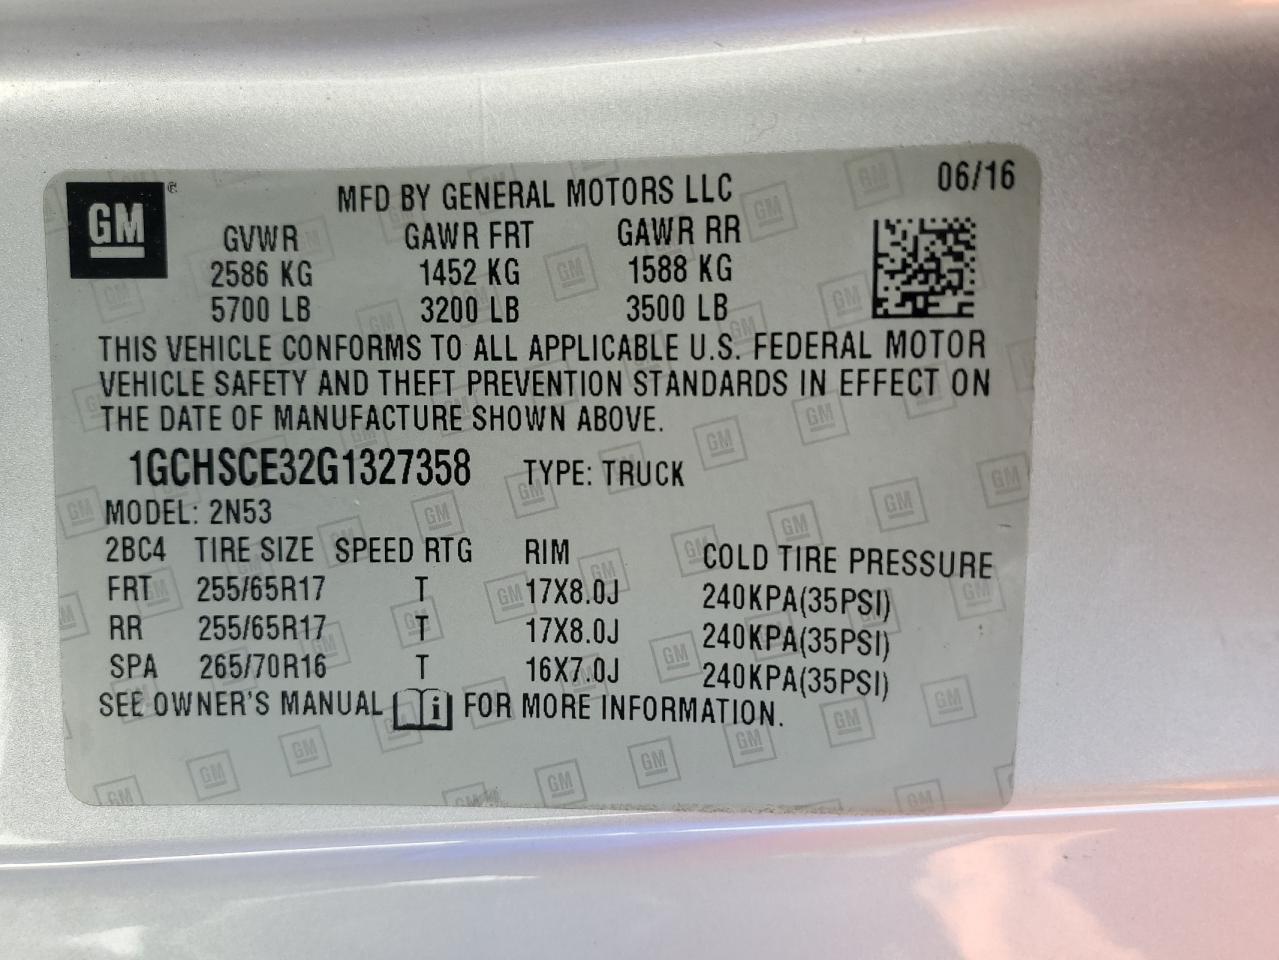 GM
MFD BY GENERAL MOTORS LLC 06/16
GVWR GAWR FRT GAWR RR
2586 KG 1452 KG 1588 KG
5700 LB 3200 LB 3500 LB
THIS VEHICLE CONFORMS TO ALL APPLICABLE U.S. FEDERAL MOTOR
VEHICLE SAFETY AND THEFT PREVENTION STANDARDS IN EFFECT ON
THE DATE OF MANUFACTURE SHOWN ABOVE.
1GCHSCE32G1327358 TYPE: TRUCK
MODEL: 2N53
2BC4 TIRE SIZE SPEED RTG RIM COLD TIRE PRESSURE
FRT 255/65R17 T 17X8.0J 240KPA(35PSI)
RR 255/65R17 T 17X8.0J 240KPA(35PSI)
SPA 265/70R16 T 16X7.0J 240KPA(35PSI)
SEE OWNER'S MANUAL i FOR MORE INFORMATION.